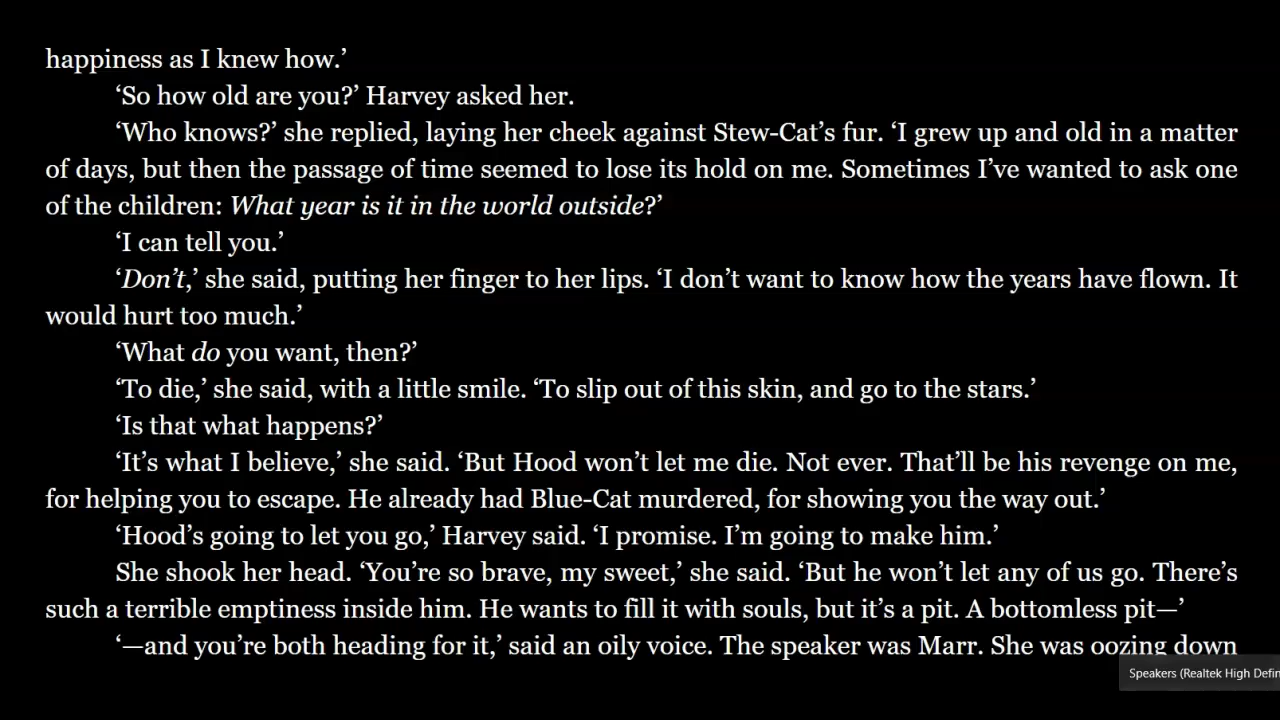 happiness as I knew how.’
‘So how old are you?’ Harvey asked her.
‘Who knows?’ she replied, laying her cheek against Stew-Cat’s fur. ‘I grew up and old in a matter
of days, but then the passage of time seemed to lose its hold on me. Sometimes I’ve wanted to ask one
of the children: What year is it in the world outside?’
‘I can tell you.’
‘Don’t,’ she said, putting her finger to her lips. ‘I don’t want to know how the years have flown. It
would hurt too much.’
‘What do you want, then?’
‘To die,’ she said, with a little smile. ‘To slip out of this skin, and go to the stars.’
‘Is that what happens?’
‘It’s what I believe,’ she said. ‘But Hood won’t let me die. Not ever. That’ll be his revenge on me,
for helping you to escape. He already had Blue-Cat murdered, for showing you the way out.’
‘Hood’s going to let you go,’ Harvey said. ‘I promise. I’m going to make him.’
She shook her head. ‘You’re so brave, my sweet,’ she said. ‘But he won’t let any of us go. There’s
such a terrible emptiness inside him. He wants to fill it with souls, but it’s a pit. A bottomless pit—’
‘—and you’re both heading for it,’ said an oily voice. The speaker was Marr. She was oozing down
Speakers (Realtek High Defin